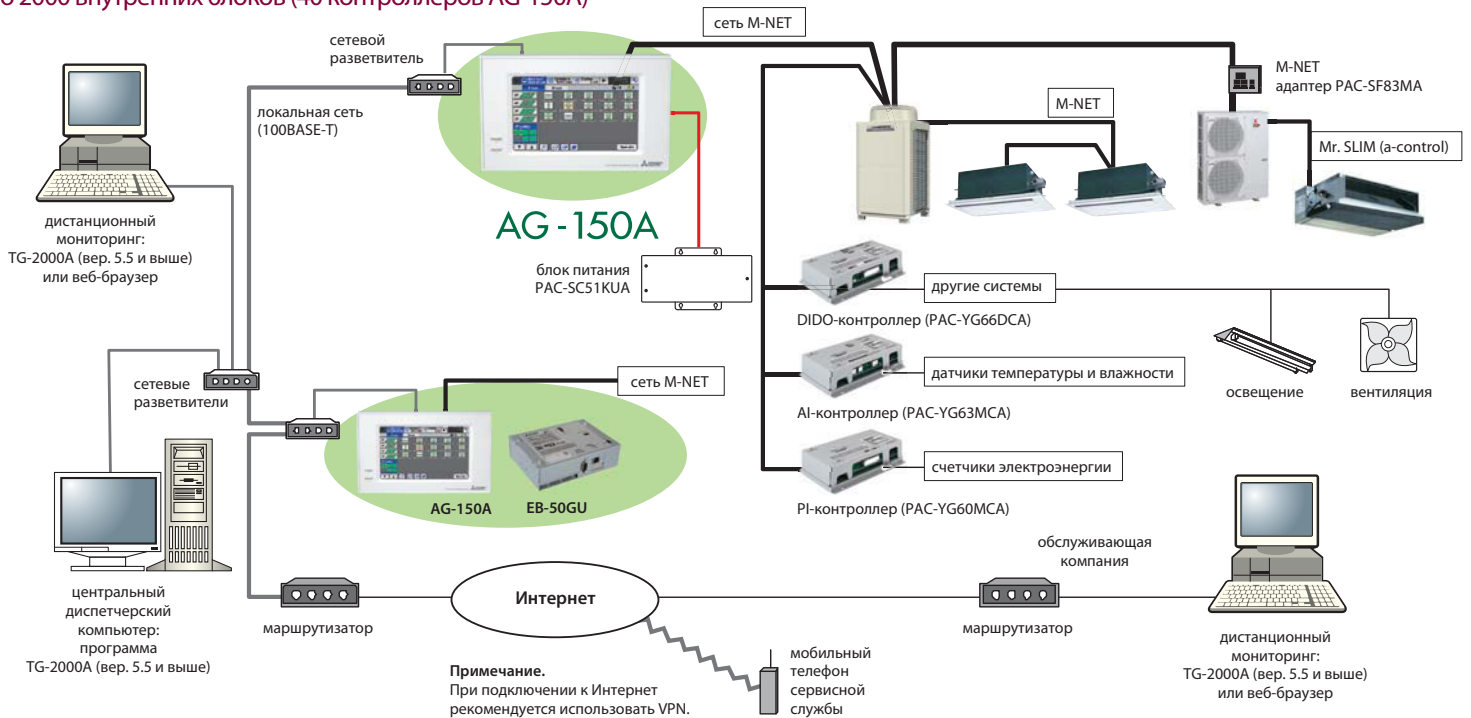 2000 внутренних блоков (40 контроллеров AG-150A)
сетевой
разветвитель
сеть M-NET
M-NET
адаптер PAC-SF83MA
локальная сеть
(100BASE-T)
M-NET
Mr. SLIM (a-control)
дистанционный
мониторинг:
TG-2000A (вер. 5.5 и выше)
или веб-браузер
AG-150A
блок питания
PAC-SC51KUA
другие системы
DIDO-контроллер (PAC-YG66DCA)
освещение
вентиляция
датчики температуры и влажности
AI-контроллер (PAC-YG63MCA)
сетевые
разветвители
сеть M-NET
AG-150A
EB-50GU
счетчики электроэнергии
PI-контроллер (PAC-YG60MCA)
обслуживающая
компания
центральный
диспетчерский
компьютер:
программа
TG-2000A (вер. 5.5 и выше)
маршрутизатор
Интернет
маршрутизатор
дистанционный
мониторинг:
TG-2000A (вер. 5.5 и выше)
или веб-браузер
Примечание.
При подключении к Интернет
рекомендуется использовать VPN.
мобильный
телефон
сервисной
службы